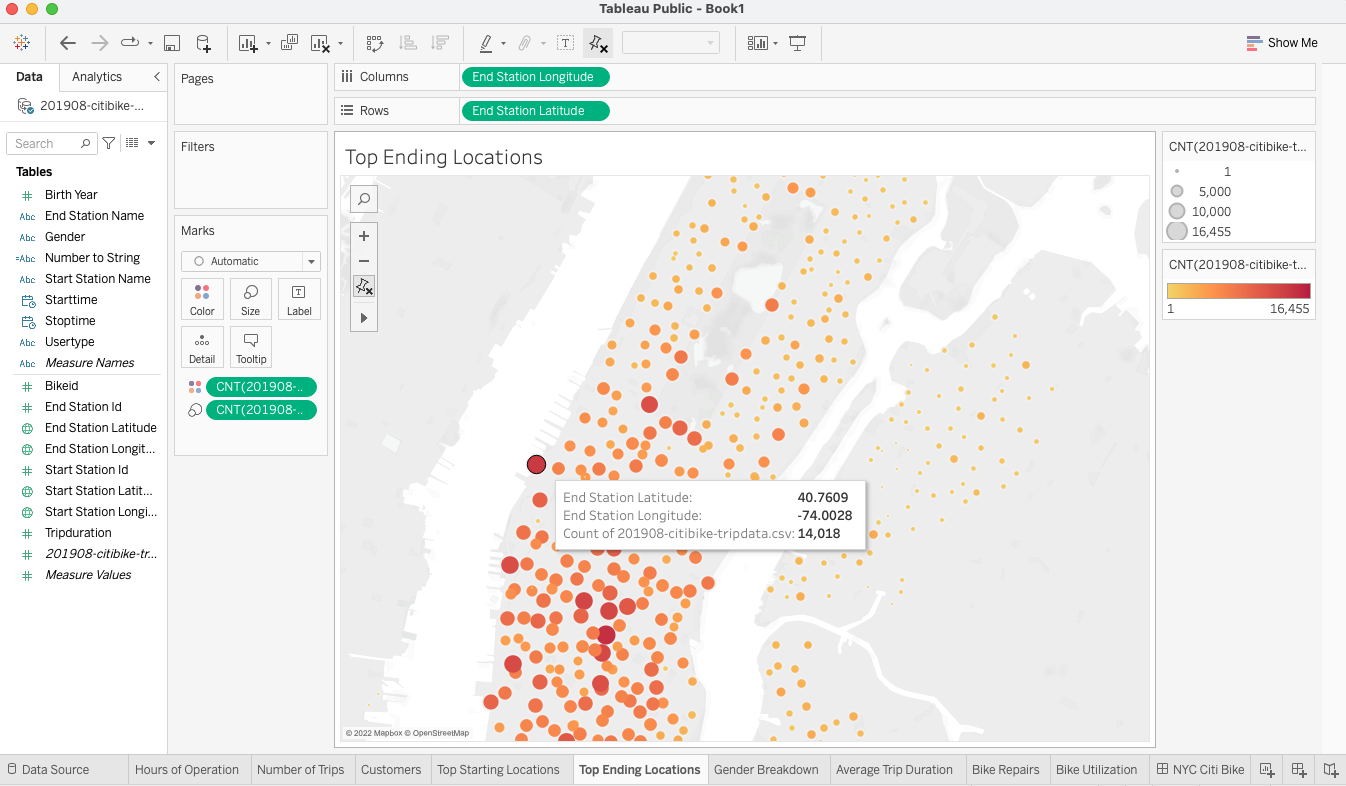 Tableau Public - Book1
Show Me
Data
Analytics
201908-citibike-...
Search
Tables
Birth Year
Abc End Station Name
Abc Gender
=Abc Number to String
Abc Start Station Name
Starttime
Stoptime
Abc Usertype
Abc Measure Names
Bikeid
End Station Id
End Station Latitude
End Station Longit...
Start Station Id
Start Station Latit...
Start Station Longi...
Tripduration
201908-citibike-tr...
Measure Values
Pages
Filters
Marks
Automatic
Color Size Label
Detail Tooltip
CNT(201908-..
CNT(201908-..
Columns End Station Longitude
Rows End Station Latitude
Top Ending Locations
End Station Latitude: 40.7609
End Station Longitude: -74.0028
Count of 201908-citibike-tripdata.csv: 14,018
© 2022 Mapbox © OpenStreetMap
CNT(201908-citibike-t...
1
5,000
10,000
16,455
CNT(201908-citibike-t...
1 16,455
Data Source Hours of Operation Number of Trips Customers Top Starting Locations Top Ending Locations Gender Breakdown Average Trip Duration Bike Repairs Bike Utilization NYC Citi Bike